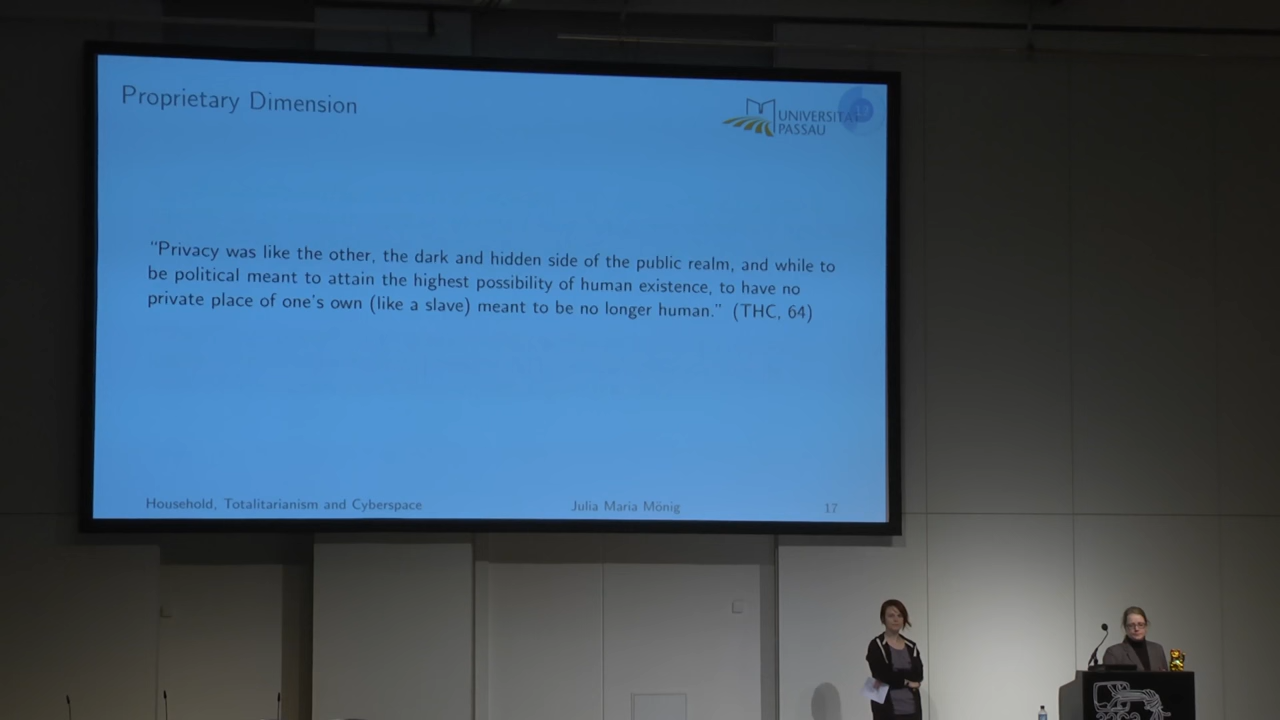 Proprietary Dimension
UNIVERSITÄT
PASSAU
"Privacy was like the other, the dark and hidden side of the public realm, and while to
be political meant to attain the highest possibility of human existence, to have no
private place of one's own (like a slave) meant to be no longer human." (THC, 64)
Household, Totalitarianism and Cyberspace
Julia Maria Mönig
17